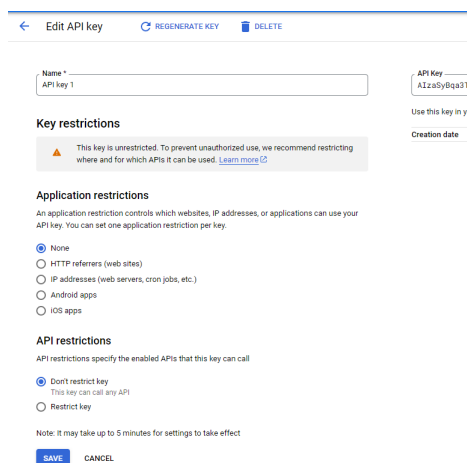 Edit API key REGENERATE KEY DELETE
Name *
API key 1
API Key
Use this key in
Creation date
Key restrictions
This key is unrestricted. To prevent unauthorized use, we recommend restricting
where and for which APIs it can be used. Learn more
Application restrictions
An application restriction controls which websites, IP addresses, or applications can use your
API key. You can set one application restriction per key.
None
HTTP referrers (web sites)
IP addresses (web servers, cron jobs, etc.)
Android apps
iOS apps
API restrictions
API restrictions specify the enabled APIs that this key can call
Don't restrict key
This key can call any API
Restrict key
Note: It may take up to 5 minutes for settings to take effect
SAVE CANCEL